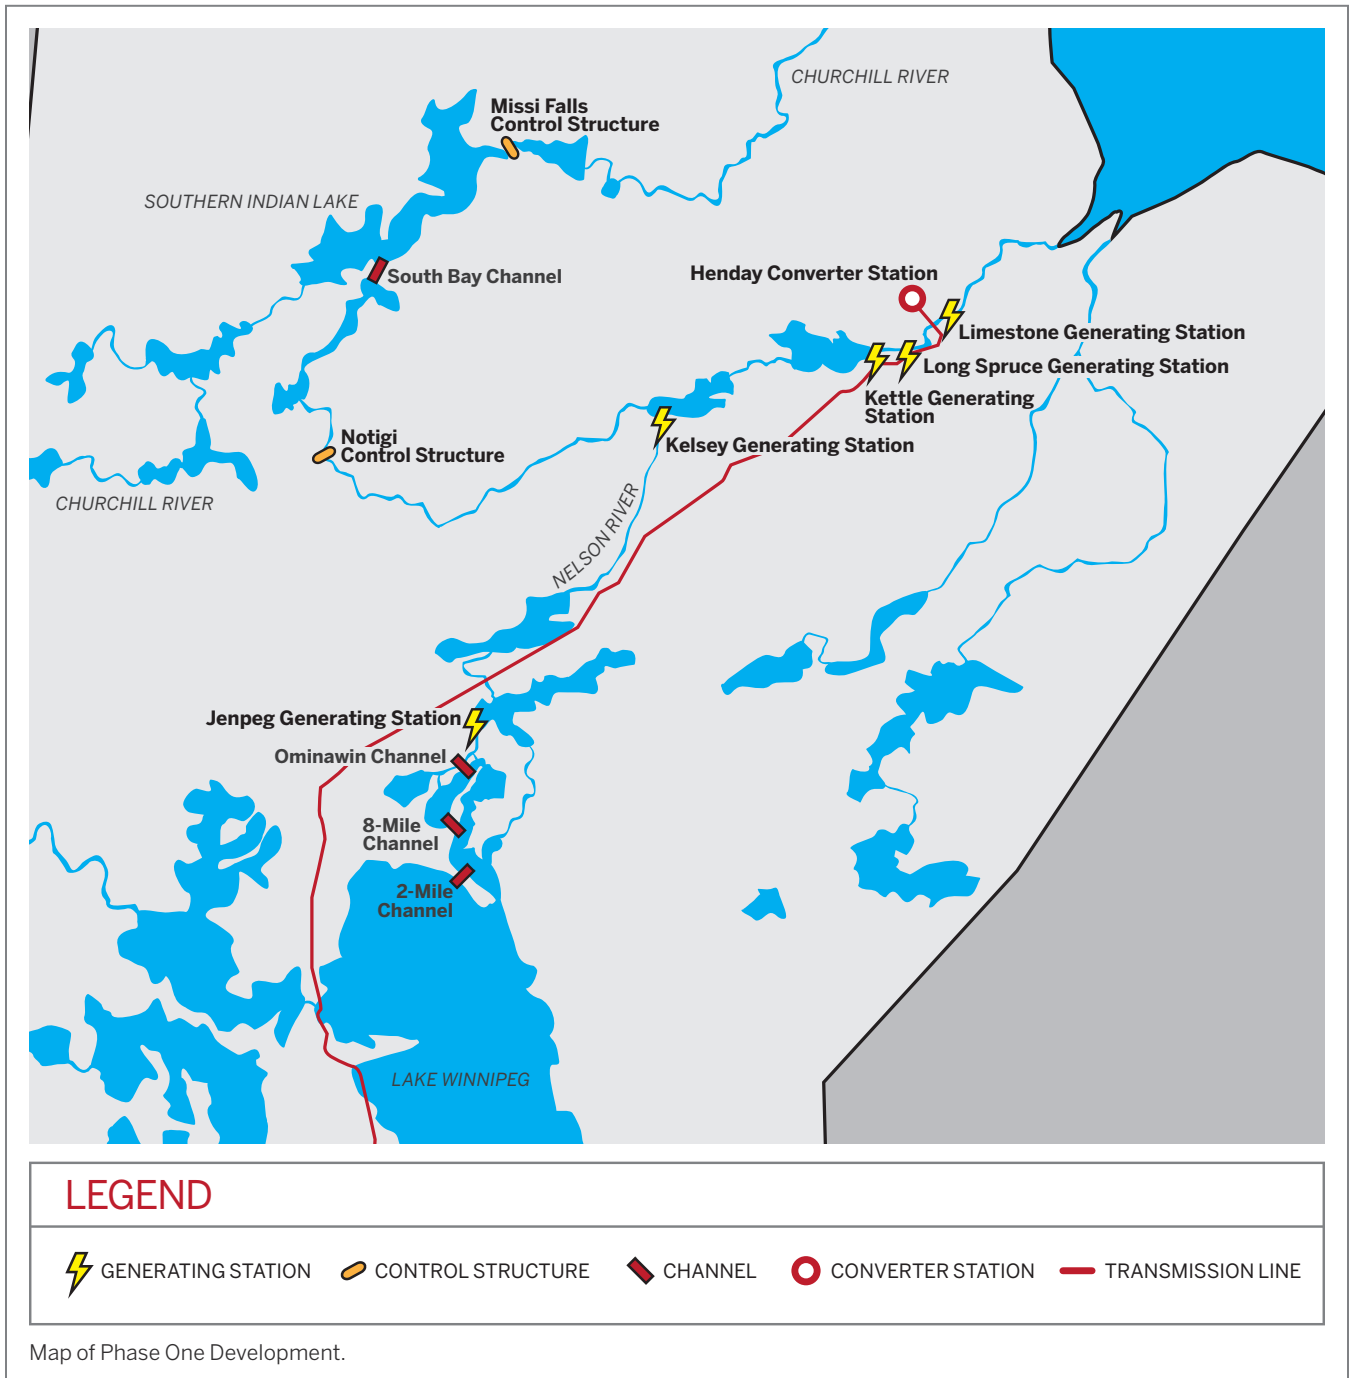 CHURCHILL RIVER
Missi Falls
Control Structure
SOUTHERN INDIAN LAKE
South Bay Channel
Henday Converter Station
Limestone Generating Station
Long Spruce Generating Station
Kettle Generating
Station
Notigi
Control Structure
Kelsey Generating Station
CHURCHILL RIVER
NELSON RIVER
Jenpeg Generating Station
Ominawin Channel
8-Mile
Channel
2-Mile
Channel
LAKE WINNIPEG
LEGEND
GENERATING STATION
CONTROL STRUCTURE
CHANNEL
CONVERTER STATION
TRANSMISSION LINE
Map of Phase One Development.